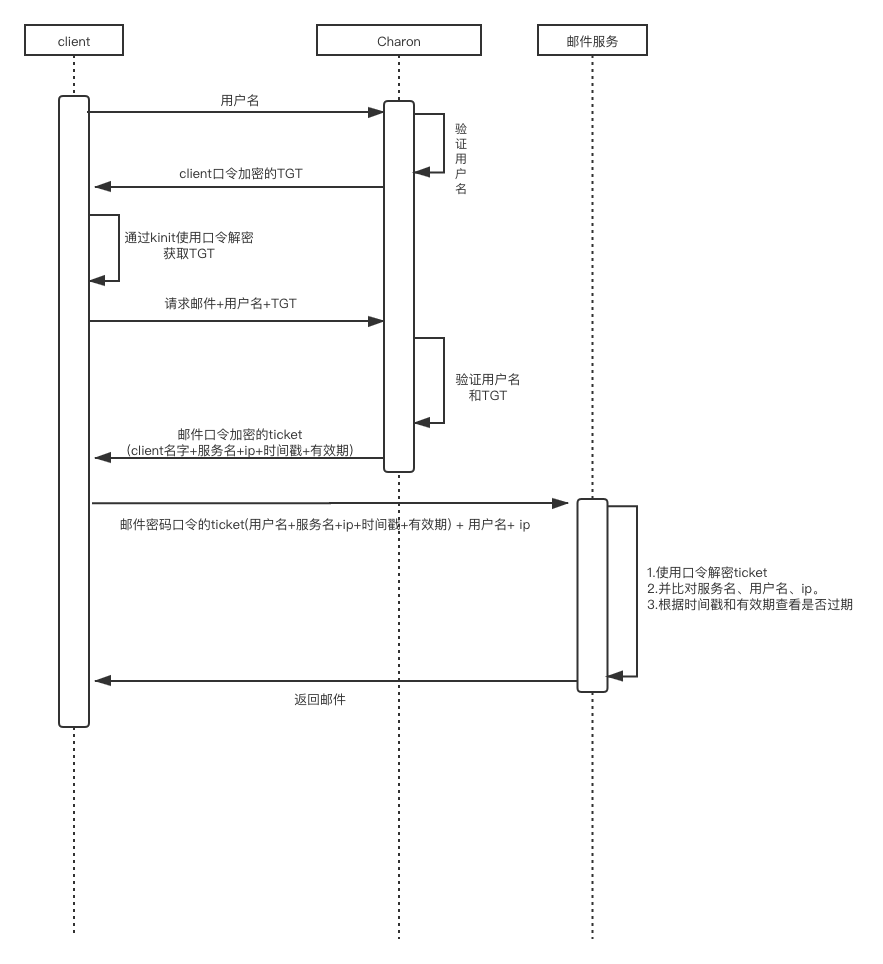 client
Charon
邮件服务
用户名
验
证
用
户
名
client口令加密的TGT
通过kinit使用口令解密
获取TGT
请求邮件+用户名+TGT
验证用户名
和TGT
邮件口令加密的ticket
(client名字+服务名+ip+时间戳+有效期)
邮件密码口令的ticket(用户名+服务名+ip+时间戳+有效期) + 用户名+ ip
1.使用口令解密ticket
2.并比对服务名、用户名、ip。
3.根据时间戳和有效期查看是否过期
返回邮件